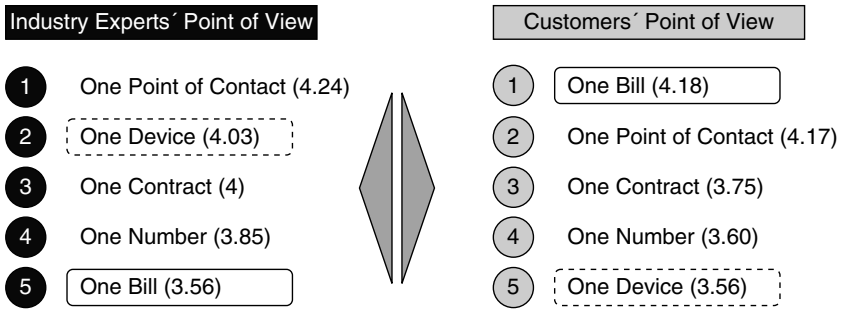 Industry Experts´ Point of View
1 One Point of Contact (4.24)
2 One Device (4.03)
3 One Contract (4)
4 One Number (3.85)
5 One Bill (3.56)
Customers´ Point of View
1 One Bill (4.18)
2 One Point of Contact (4.17)
3 One Contract (3.75)
4 One Number (3.60)
5 One Device (3.56)